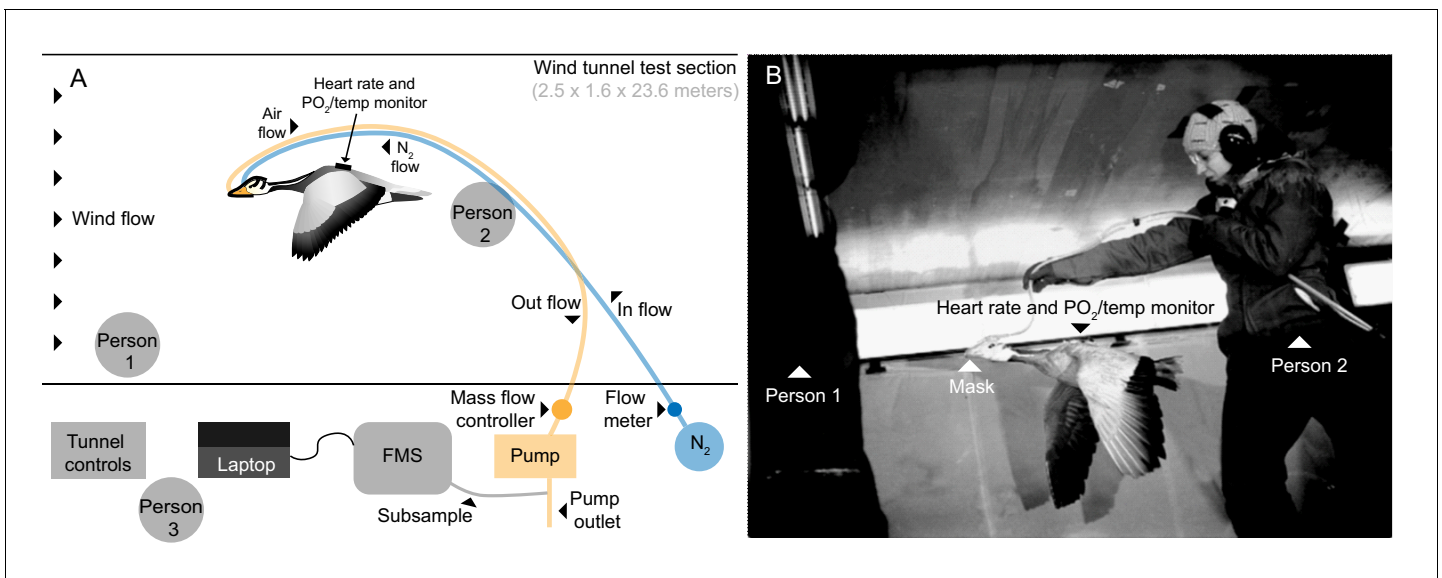 A
Wind tunnel test section
(2.5 x 1.6 x 23.6 meters)
Heart rate and
PO₂/temp monitor
Air
flow
N₂
flow
Wind flow
Person
2
Out flow
In flow
Person
1
Mass flow
controller
Flow
meter
Tunnel
controls
Laptop
FMS
Pump
N₂
Person
3
Subsample
Pump
outlet
B
Heart rate and PO₂/temp monitor
Person 1
Mask
Person 2